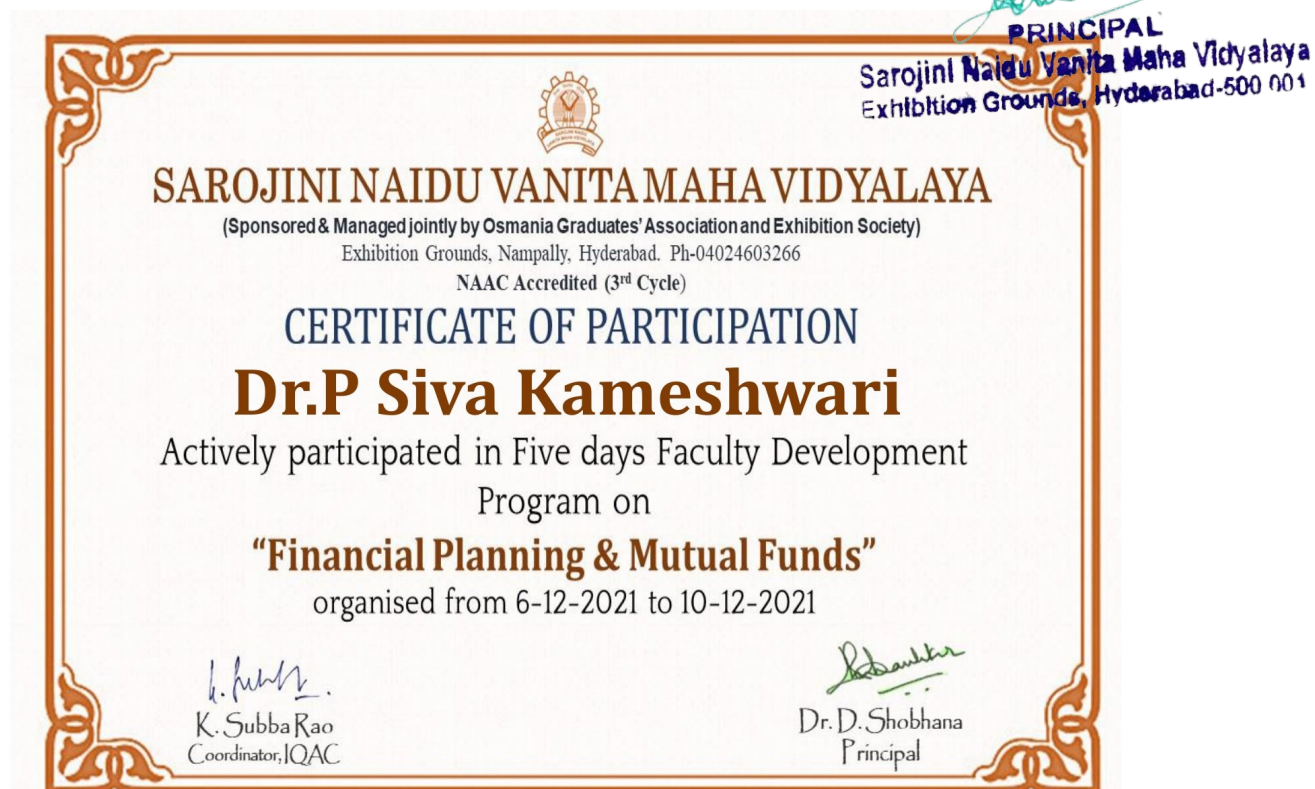 PRINCIPAL
Sarojini Naidu Vanita Maha Vidyalaya
Exhibition Grounds, Hyderabad-500 001
SAROJINI NAIDU VANITA MAHA VIDYALAYA
(Sponsored & Managed jointly by Osmania Graduates' Association and Exhibition Society)
Exhibition Grounds, Nampally, Hyderabad. Ph-04024603266
NAAC Accredited (3rd Cycle)
CERTIFICATE OF PARTICIPATION
Dr.P Siva Kameshwari
Actively participated in Five days Faculty Development
Program on
“Financial Planning & Mutual Funds”
organised from 6-12-2021 to 10-12-2021
K. Subba Rao
Coordinator, IQAC
Dr. D. Shobhana
Principal